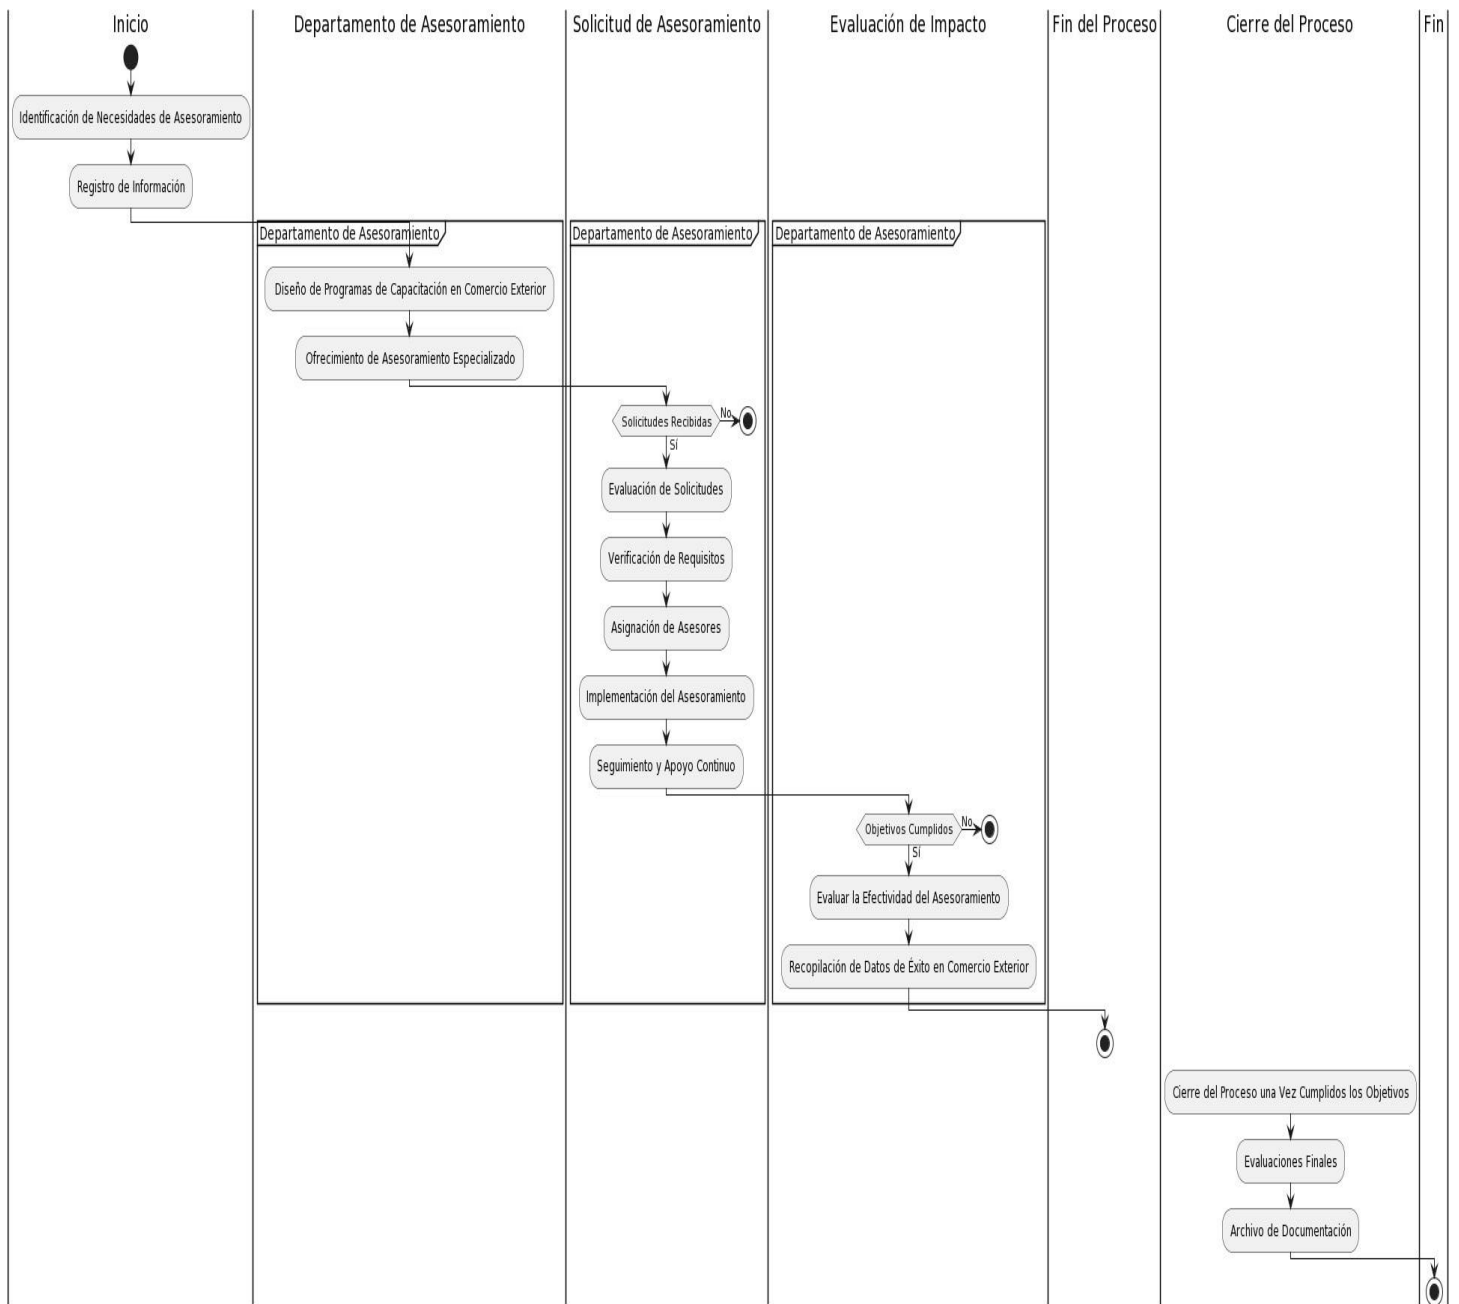 Inicio
Departamento de Asesoramiento
Solicitud de Asesoramiento
Evaluación de Impacto
Fin del Proceso
Cierre del Proceso
Fin
Identificación de Necesidades de Asesoramiento
Registro de Información
Departamento de Asesoramiento
Departamento de Asesoramiento
Departamento de Asesoramiento
Diseño de Programas de Capacitación en Comercio Exterior
Ofrecimiento de Asesoramiento Especializado
Solicitudes Recibidas
No
Sí
Evaluación de Solicitudes
Verificación de Requisitos
Asignación de Asesores
Implementación del Asesoramiento
Seguimiento y Apoyo Continuo
Objetivos Cumplidos
No
Sí
Evaluar la Efectividad del Asesoramiento
Recopilación de Datos de Éxito en Comercio Exterior
Cierre del Proceso una Vez Cumplidos los Objetivos
Evaluaciones Finales
Archivo de Documentación